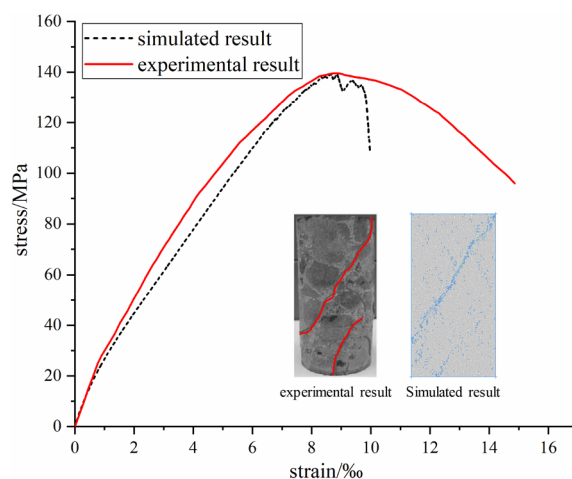 160
140
120
100
80
60
40
20
0
stress/MPa
simulated result
experimental result
experimental result
Simulated result
0 2 4 6 8 10 12 14 16
strain/‰